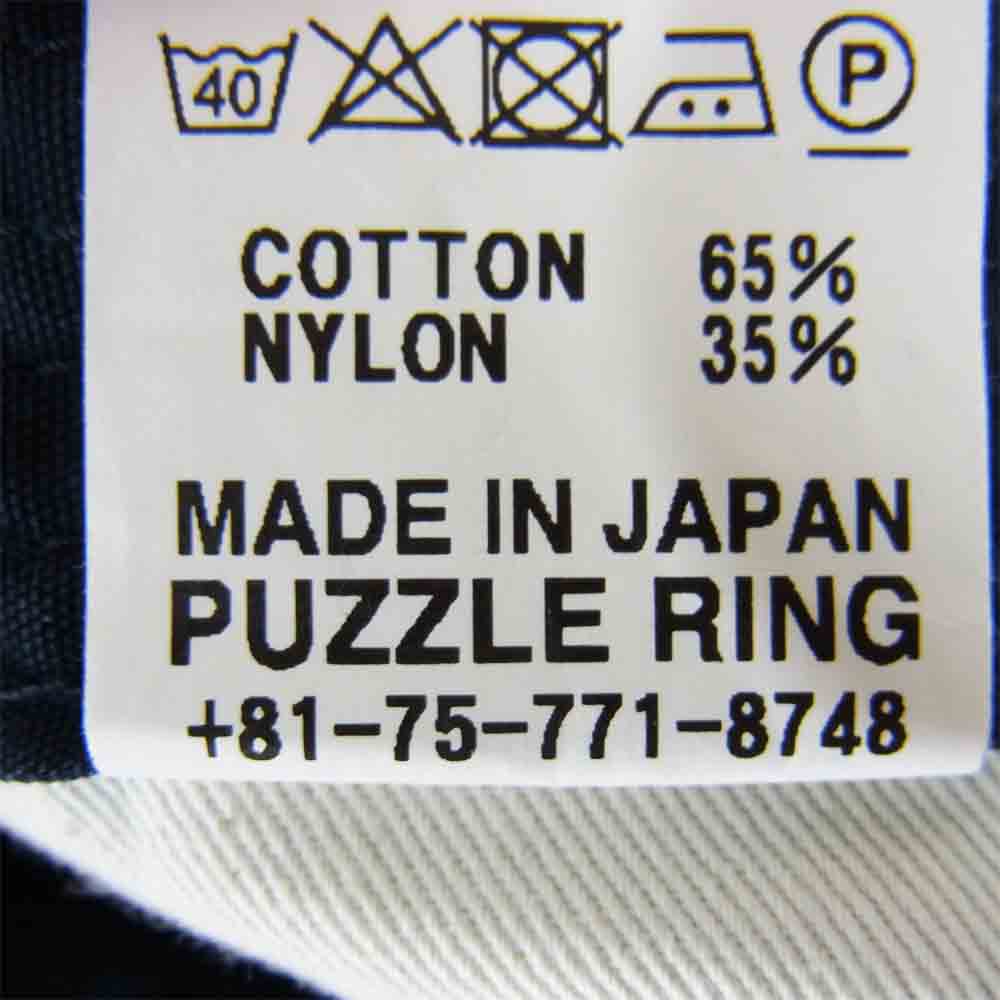 40 P
COTTON 65%
NYLON 35%
MADE IN JAPAN
PUZZLE RING
+81-75-771-8748